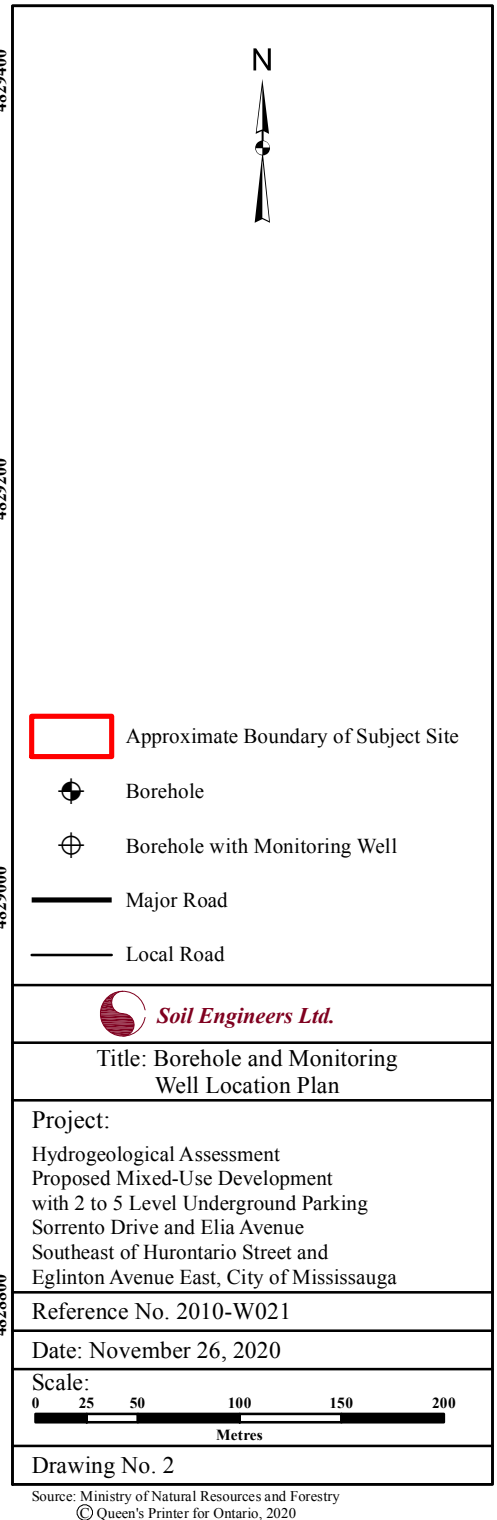 N
4829400
4829200
4829000
4828800
Approximate Boundary of Subject Site
Borehole
Borehole with Monitoring Well
Major Road
Local Road
Soil Engineers Ltd.
Title: Borehole and Monitoring
Well Location Plan
Project:
Hydrogeological Assessment
Proposed Mixed-Use Development
with 2 to 5 Level Underground Parking
Sorrento Drive and Elia Avenue
Southeast of Hurontario Street and
Eglinton Avenue East, City of Mississauga
Reference No. 2010-W021
Date: November 26, 2020
Scale:
0 25 50 100 150 200
Metres
Drawing No. 2
Source: Ministry of Natural Resources and Forestry
© Queen's Printer for Ontario, 2020